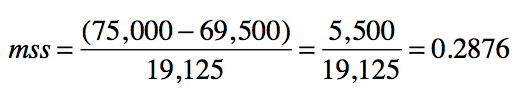 mss = (75,000 – 69,500) / 19,125 = 5,500 / 19,125 = 0.2876